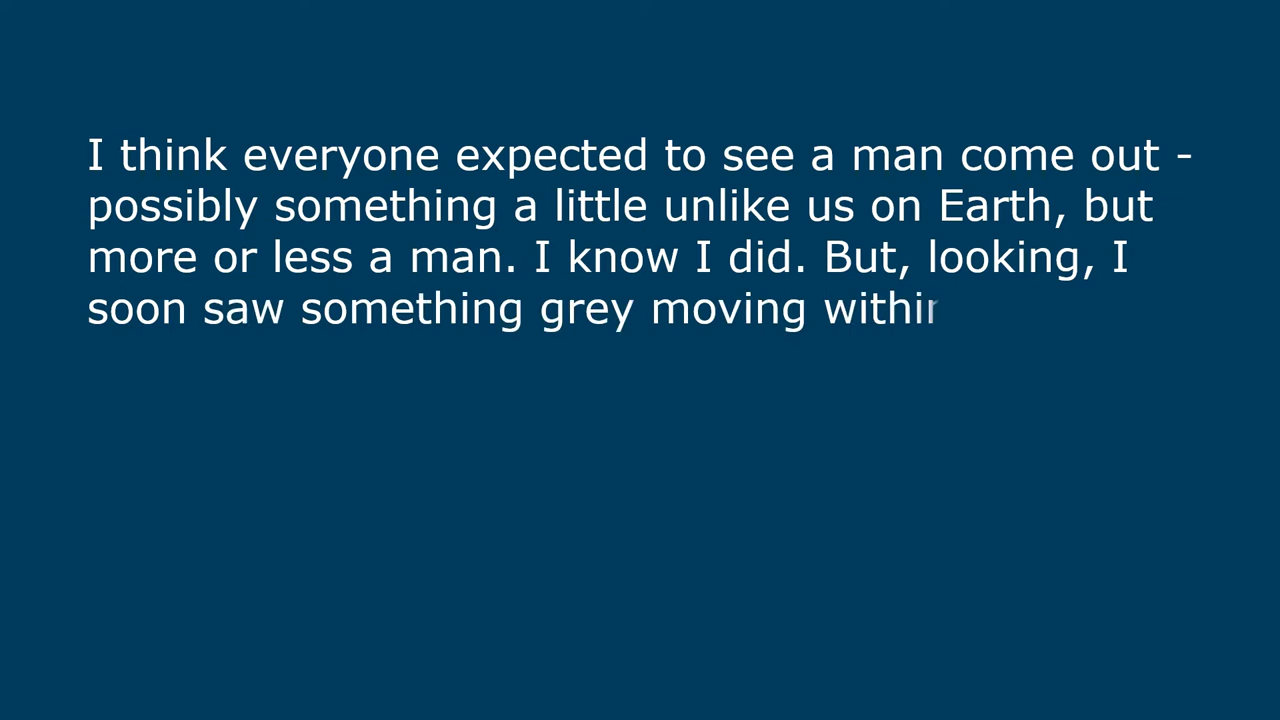 I think everyone expected to see a man come out -
possibly something a little unlike us on Earth, but
more or less a man. I know I did. But, looking, I
soon saw something grey moving within